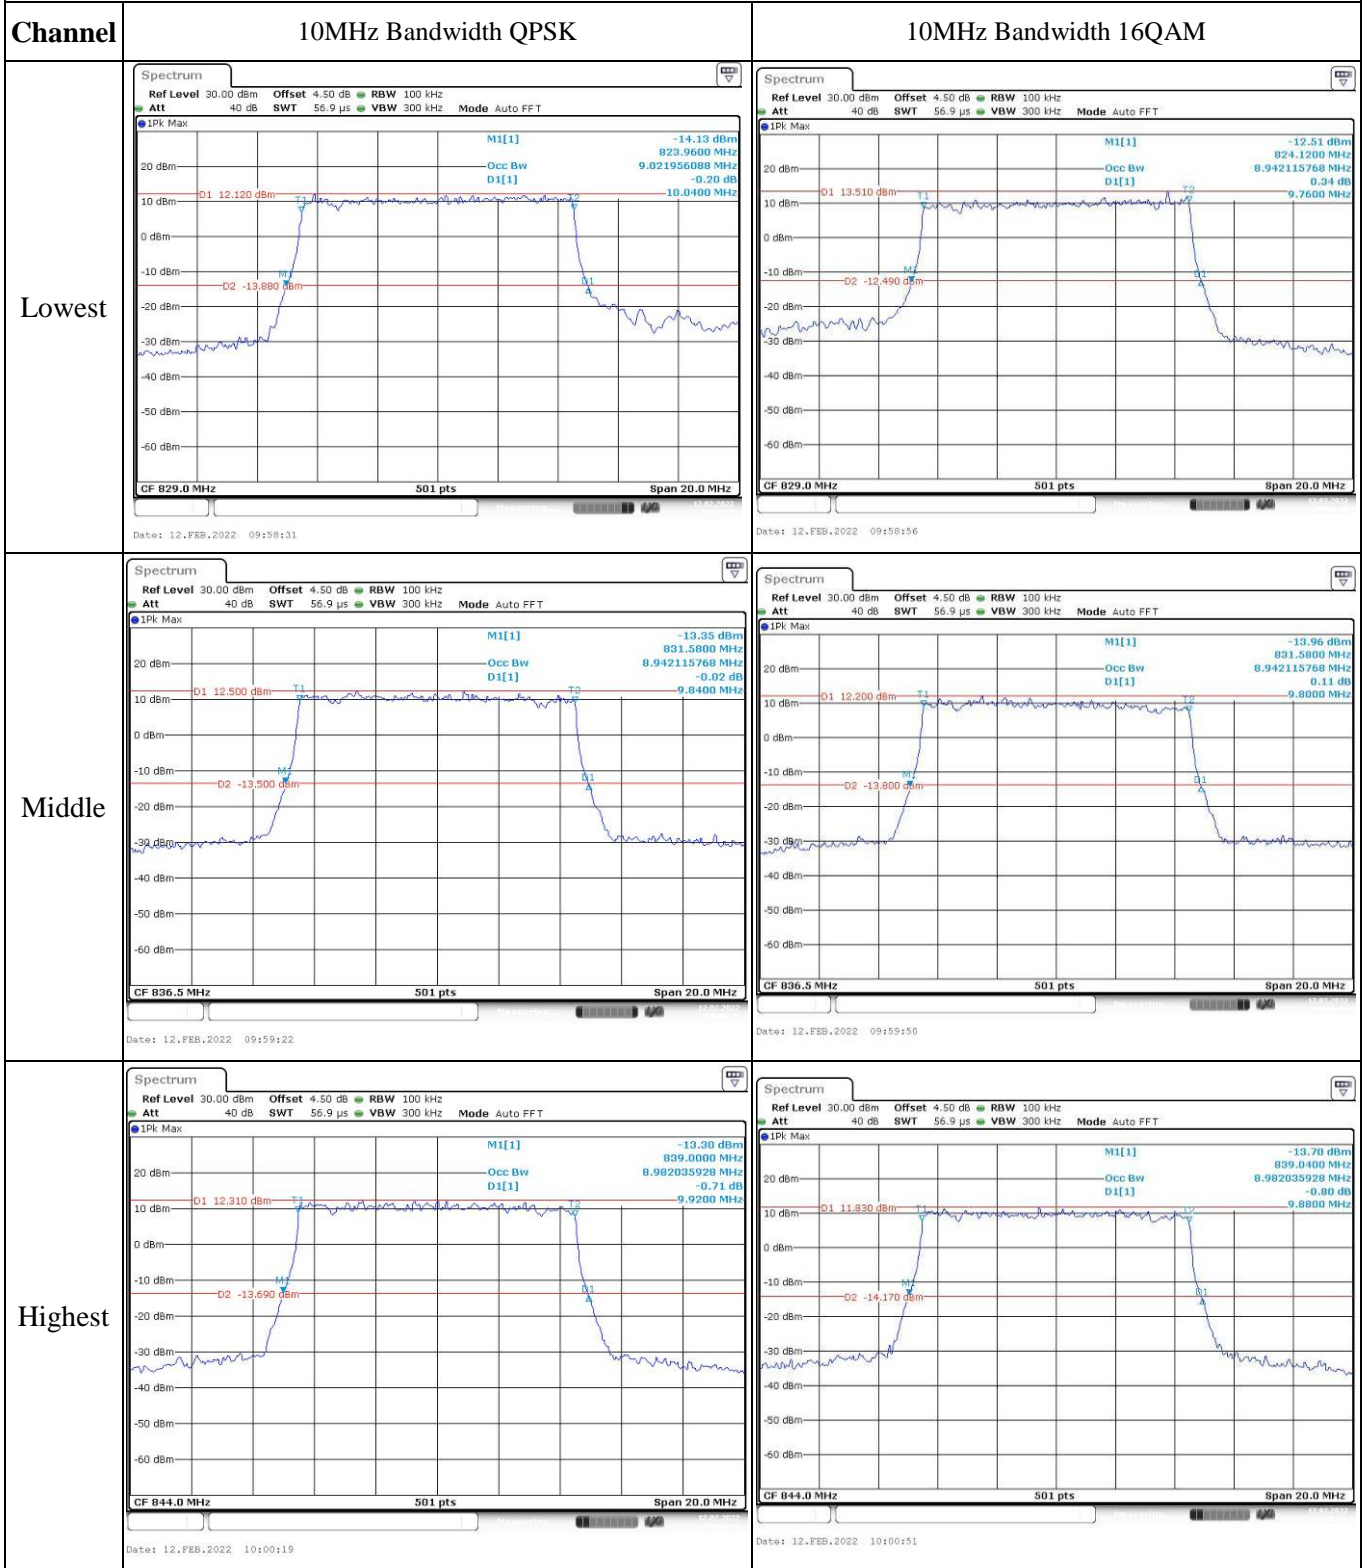 Channel 10MHz Bandwidth QPSK 10MHz Bandwidth 16QAM
Lowest
Spectrum
Ref Level 30.00 dBm Offset 4.50 dB RBW 100 kHz
Att 40 dB SWT 56.9 µs VBW 300 kHz Mode Auto FFT
1Pk Max
M1[1] -14.13 dBm
823.9600 MHz
Occ Bw 9.021956088 MHz
D1[1] -0.20 dB
10.0400 MHz
20 dBm
D1 12.120 dBm
T1
T2
10 dBm
0 dBm
-10 dBm
M1
D1
D2 -13.880 dBm
-20 dBm
-30 dBm
-40 dBm
-50 dBm
-60 dBm
CF 829.0 MHz 501 pts Span 20.0 MHz
Date: 12.FEB.2022 09:58:31
Spectrum
Ref Level 30.00 dBm Offset 4.50 dB RBW 100 kHz
Att 40 dB SWT 56.9 µs VBW 300 kHz Mode Auto FFT
1Pk Max
M1[1] -12.51 dBm
824.1200 MHz
Occ Bw 8.942115768 MHz
D1[1] 0.34 dB
9.7600 MHz
20 dBm
D1 13.510 dBm
T1
T2
10 dBm
0 dBm
-10 dBm
M1
D1
D2 -12.490 dBm
-20 dBm
-30 dBm
-40 dBm
-50 dBm
-60 dBm
CF 829.0 MHz 501 pts Span 20.0 MHz
Date: 12.FEB.2022 09:58:56
Middle
Spectrum
Ref Level 30.00 dBm Offset 4.50 dB RBW 100 kHz
Att 40 dB SWT 56.9 µs VBW 300 kHz Mode Auto FFT
1Pk Max
M1[1] -13.35 dBm
831.5800 MHz
Occ Bw 8.942115768 MHz
D1[1] -0.02 dB
9.8400 MHz
20 dBm
D1 12.500 dBm
T1
T2
10 dBm
0 dBm
-10 dBm
M1
D1
D2 -13.500 dBm
-20 dBm
-30 dBm
-40 dBm
-50 dBm
-60 dBm
CF 836.5 MHz 501 pts Span 20.0 MHz
Date: 12.FEB.2022 09:59:22
Spectrum
Ref Level 30.00 dBm Offset 4.50 dB RBW 100 kHz
Att 40 dB SWT 56.9 µs VBW 300 kHz Mode Auto FFT
1Pk Max
M1[1] -13.96 dBm
831.5800 MHz
Occ Bw 8.942115768 MHz
D1[1] 0.11 dB
9.8000 MHz
20 dBm
D1 12.200 dBm
T1
T2
10 dBm
0 dBm
-10 dBm
M1
D1
D2 -13.800 dBm
-20 dBm
-30 dBm
-40 dBm
-50 dBm
-60 dBm
CF 836.5 MHz 501 pts Span 20.0 MHz
Date: 12.FEB.2022 09:59:50
Highest
Spectrum
Ref Level 30.00 dBm Offset 4.50 dB RBW 100 kHz
Att 40 dB SWT 56.9 µs VBW 300 kHz Mode Auto FFT
1Pk Max
M1[1] -13.30 dBm
839.0000 MHz
Occ Bw 8.982035928 MHz
D1[1] -0.71 dB
9.9200 MHz
20 dBm
D1 12.310 dBm
T1
T2
10 dBm
0 dBm
-10 dBm
M1
D1
D2 -13.690 dBm
-20 dBm
-30 dBm
-40 dBm
-50 dBm
-60 dBm
CF 844.0 MHz 501 pts Span 20.0 MHz
Date: 12.FEB.2022 10:00:19
Spectrum
Ref Level 30.00 dBm Offset 4.50 dB RBW 100 kHz
Att 40 dB SWT 56.9 µs VBW 300 kHz Mode Auto FFT
1Pk Max
M1[1] -13.70 dBm
839.0400 MHz
Occ Bw 8.982035928 MHz
D1[1] -0.80 dB
9.8800 MHz
20 dBm
D1 11.830 dBm
T1
T2
10 dBm
0 dBm
-10 dBm
M1
D1
D2 -14.170 dBm
-20 dBm
-30 dBm
-40 dBm
-50 dBm
-60 dBm
CF 844.0 MHz 501 pts Span 20.0 MHz
Date: 12.FEB.2022 10:00:51